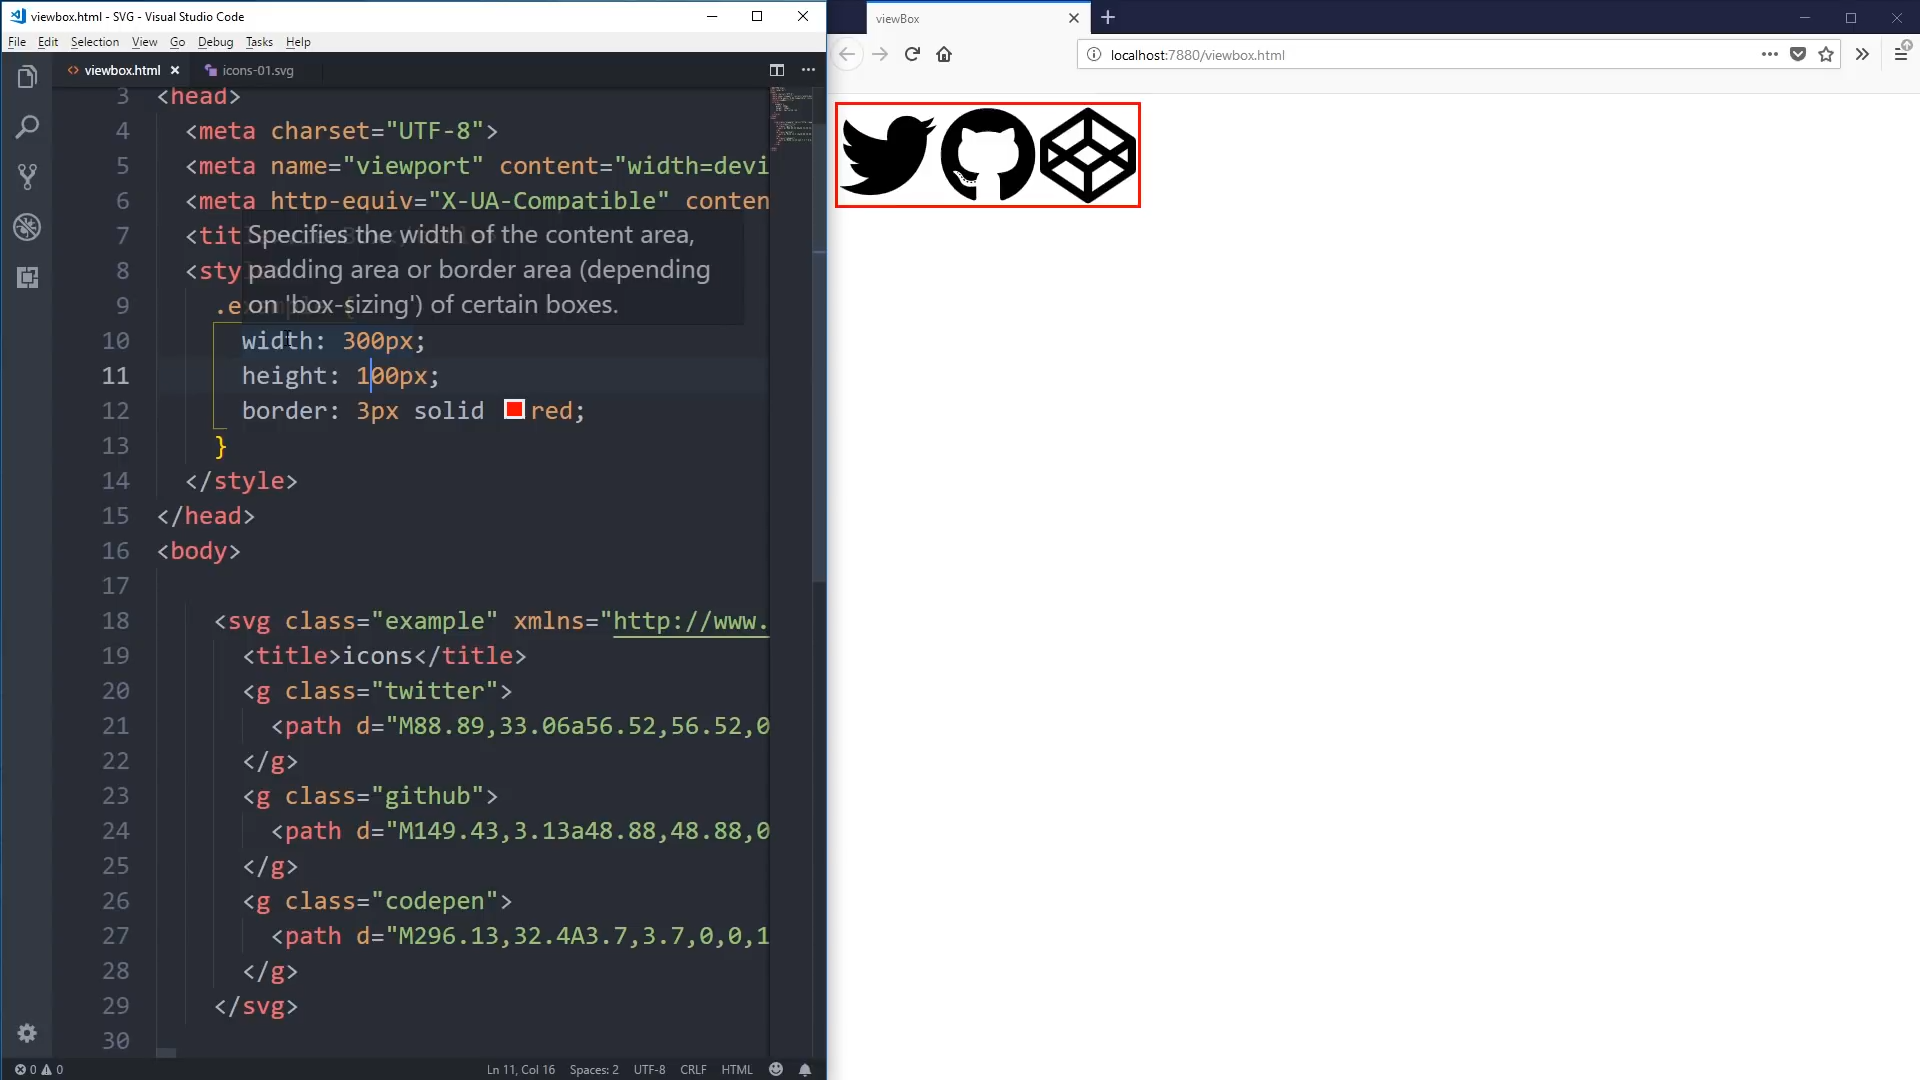 viewbox.html - SVG - Visual Studio Code
File Edit Selection View Go Debug Tasks Help
viewbox.html icons-01.svg
3 <head>
4 <meta charset="UTF-8">
5 <meta name="viewport" content="width=devi
6 <meta http-equiv="X-UA-Compatible" conten
7 <tit
8 <sty
9 .e
Specifies the width of the content area,
padding area or border area (depending
on 'box-sizing') of certain boxes.
10 width: 300px;
11 height: 100px;
12 border: 3px solid red;
13 }
14 </style>
15 </head>
16 <body>
17
18 <svg class="example" xmlns="http://www.
19 <title>icons</title>
20 <g class="twitter">
21 <path d="M88.89,33.06a56.52,56.52,0
22 </g>
23 <g class="github">
24 <path d="M149.43,3.13a48.88,48.88,0
25 </g>
26 <g class="codepen">
27 <path d="M296.13,32.4A3.7,3.7,0,0,1
28 </g>
29 </svg>
30
0 0 Ln 11, Col 16 Spaces: 2 UTF-8 CRLF HTML
viewBox
localhost:7880/viewbox.html